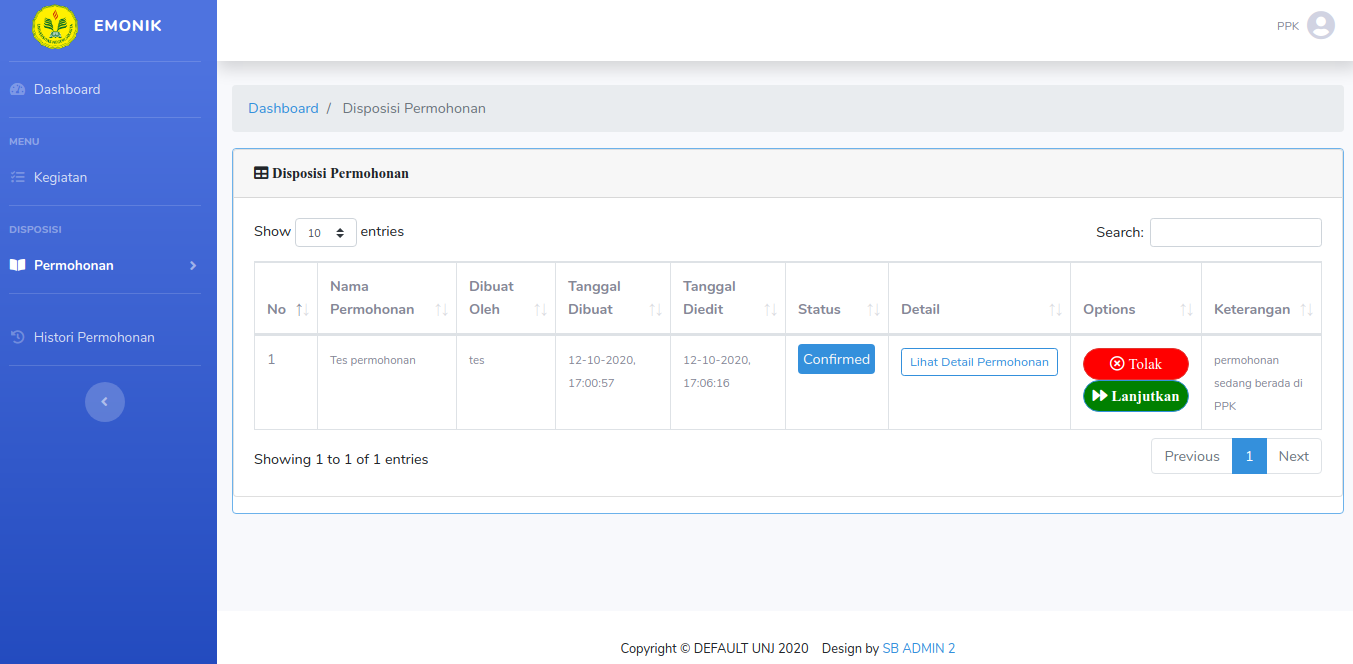 EMONIK
PPK
Dashboard
MENU
Kegiatan
DISPOSISI
Permohonan
Histori Permohonan
Dashboard / Disposisi Permohonan
Disposisi Permohonan
Show 10 entries
Search:
No
Nama
Permohonan
Dibuat
Oleh
Tanggal
Dibuat
Tanggal
Diedit
Status
Detail
Options
Keterangan
1
Tes permohonan
tes
12-10-2020,
17:00:57
12-10-2020,
17:06:16
Confirmed
Lihat Detail Permohonan
Tolak
Lanjutkan
permohonan
sedang berada di
PPK
Showing 1 to 1 of 1 entries
Previous 1 Next
Copyright © DEFAULT UNJ 2020 Design by SB ADMIN 2